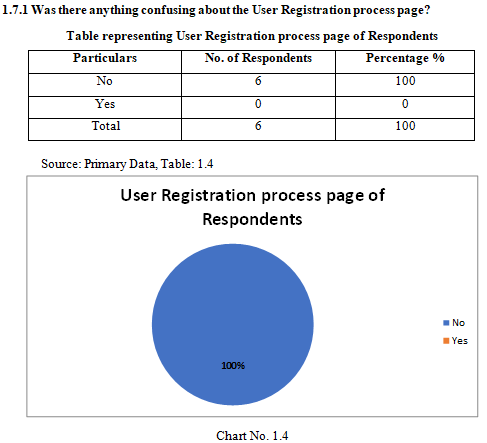 1.7.1 Was there anything confusing about the User Registration process page?
Table representing User Registration process page of Respondents
Particulars No. of Respondents Percentage %
No 6 100
Yes 0 0
Total 6 100
Source: Primary Data, Table: 1.4
User Registration process page of
Respondents
100%
No
Yes
Chart No. 1.4